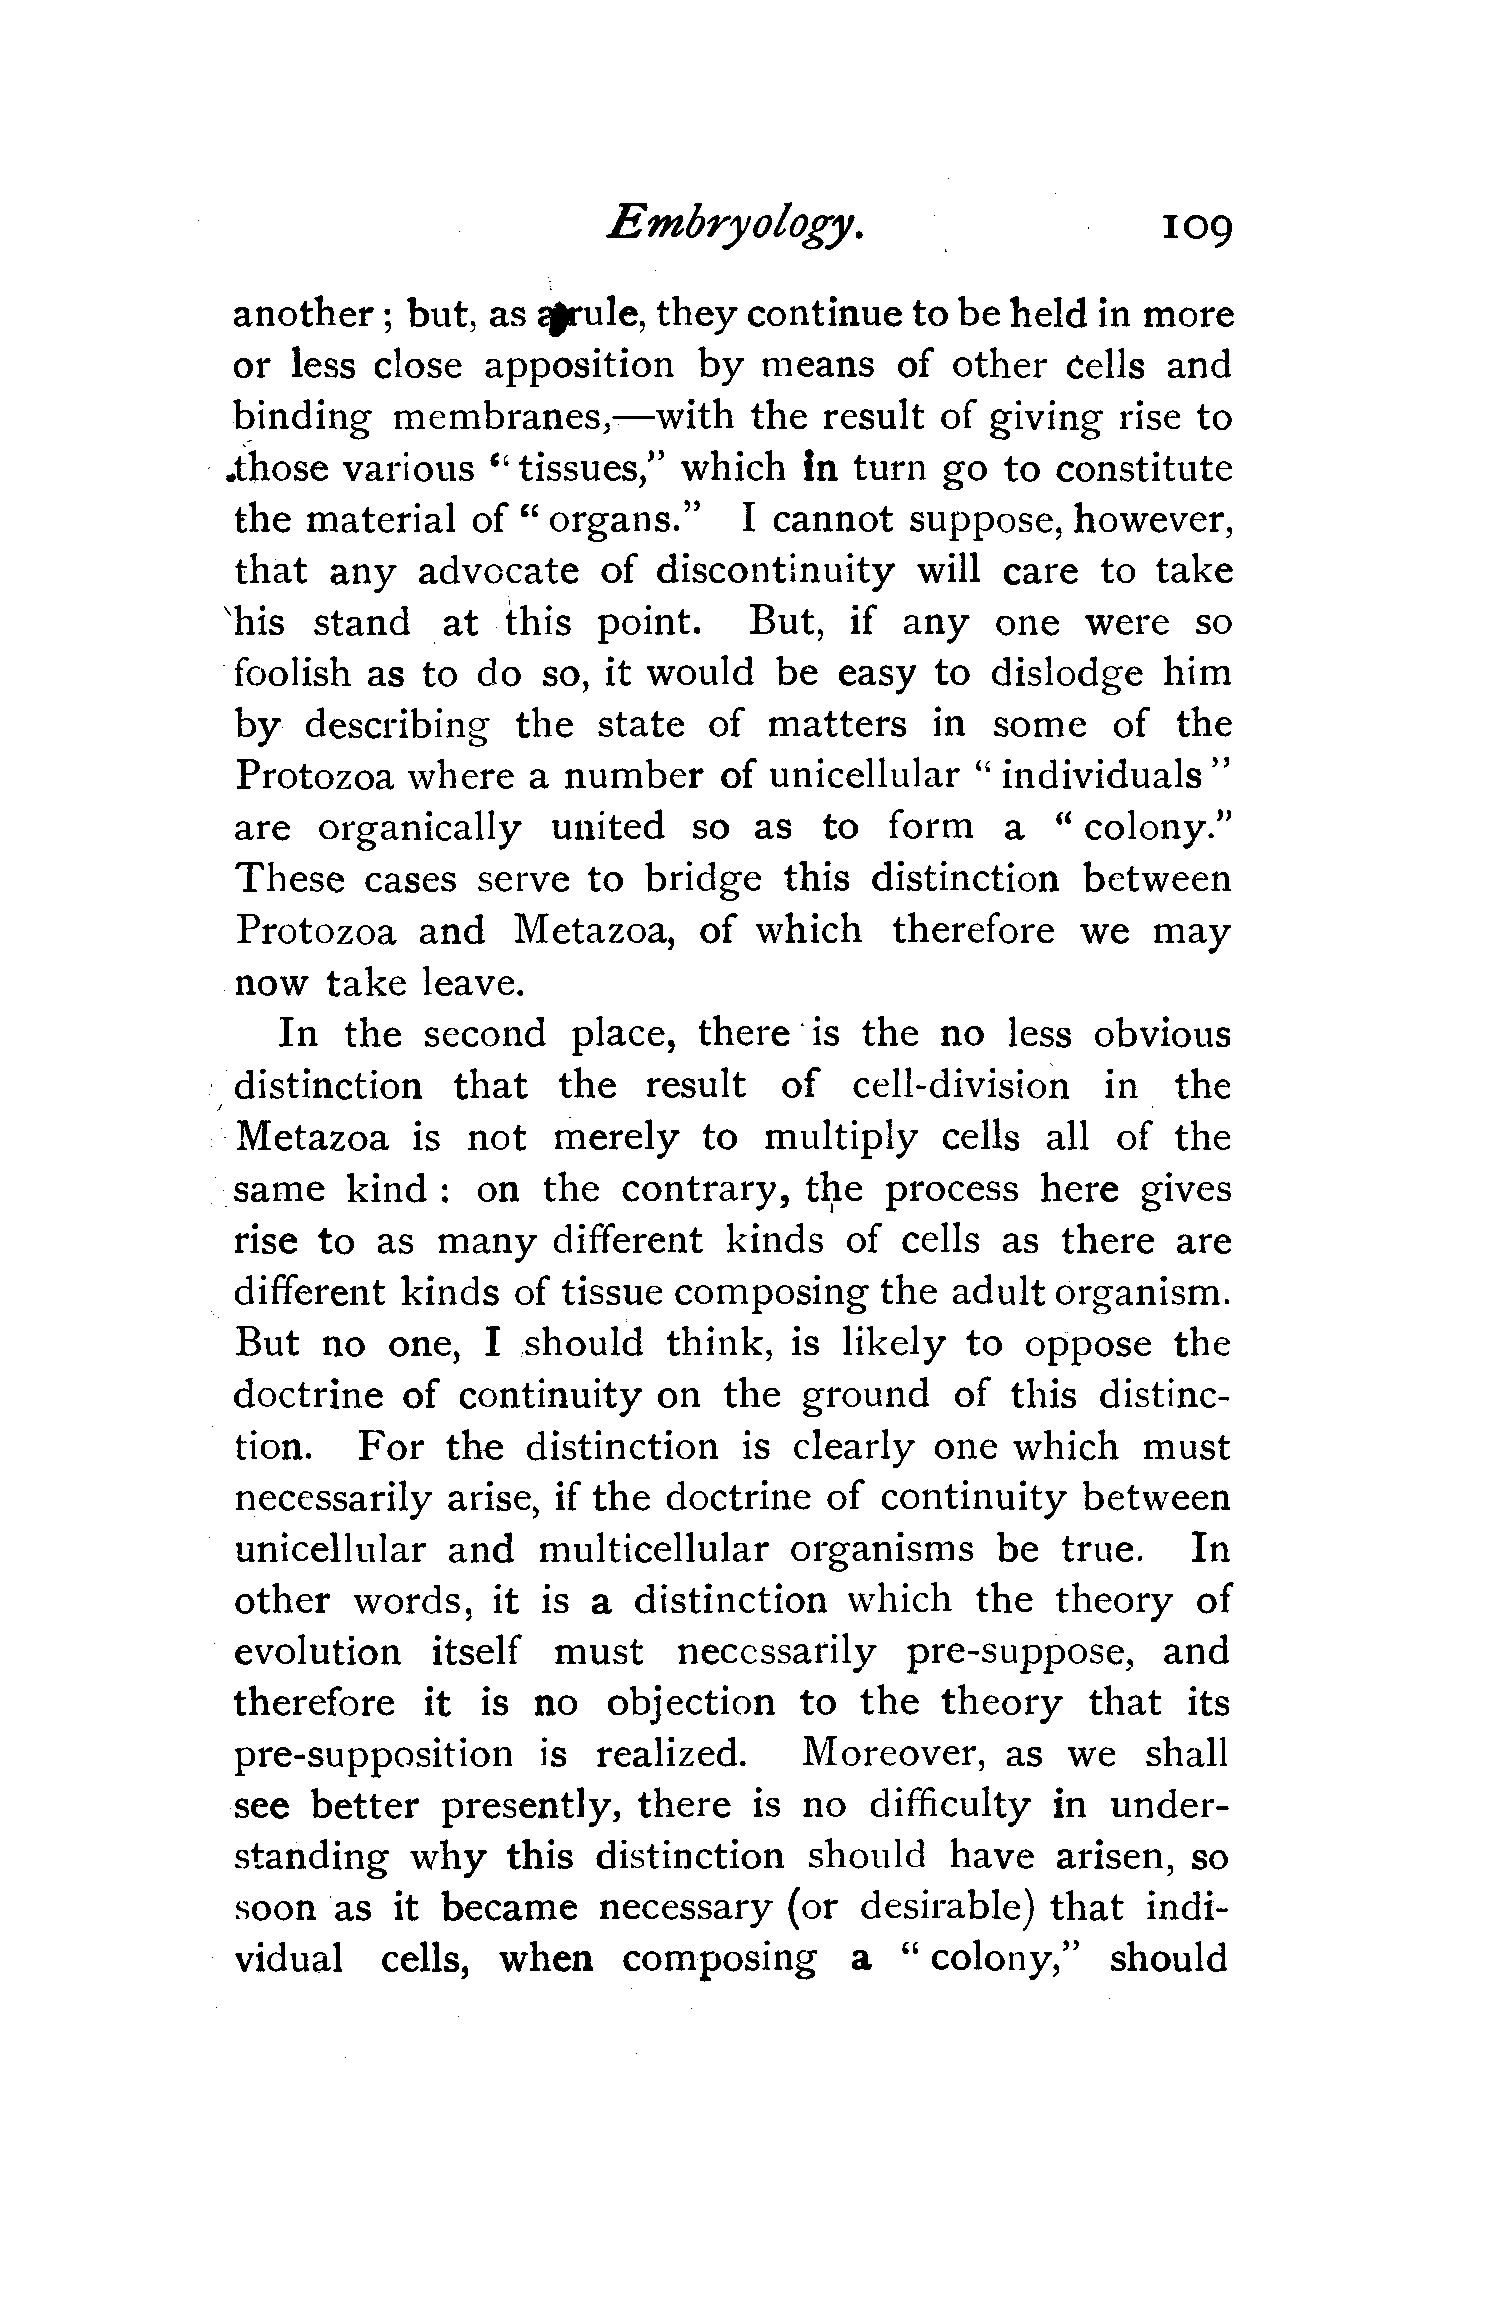 Embryology. 109
another ; but, as a rule, they continue to be held in more
or less close apposition by means of other cells and
binding membranes,—with the result of giving rise to
those various “ tissues,” which in turn go to constitute
the material of “ organs.” I cannot suppose, however,
that any advocate of discontinuity will care to take
his stand at this point. But, if any one were so
foolish as to do so, it would be easy to dislodge him
by describing the state of matters in some of the
Protozoa where a number of unicellular “ individuals ”
are organically united so as to form a “ colony.”
These cases serve to bridge this distinction between
Protozoa and Metazoa, of which therefore we may
now take leave.
In the second place, there is the no less obvious
distinction that the result of cell-division in the
Metazoa is not merely to multiply cells all of the
same kind : on the contrary, the process here gives
rise to as many different kinds of cells as there are
different kinds of tissue composing the adult organism.
But no one, I should think, is likely to oppose the
doctrine of continuity on the ground of this distinc-
tion. For the distinction is clearly one which must
necessarily arise, if the doctrine of continuity between
unicellular and multicellular organisms be true. In
other words, it is a distinction which the theory of
evolution itself must necessarily pre-suppose, and
therefore it is no objection to the theory that its
pre-supposition is realized. Moreover, as we shall
see better presently, there is no difficulty in under-
standing why this distinction should have arisen, so
soon as it became necessary (or desirable) that indi-
vidual cells, when composing a “ colony,” should